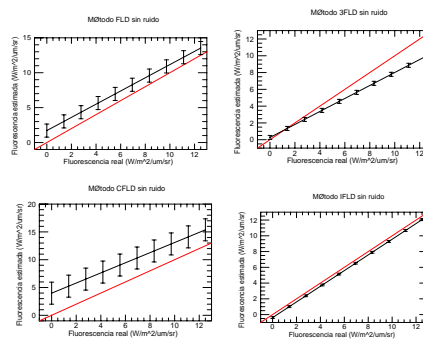 MØtodo FLD sin ruido
15
10
5
0
Fluorescencia estimada (W/m^2/um/sr)
0 2 4 6 8 10 12
Fluorescencia real (W/m^2/um/sr)
MØtodo 3FLD sin ruido
12
10
8
6
4
2
0
Fluorescencia estimada (W/m^2/um/sr)
0 2 4 6 8 10 12
Fluorescencia real (W/m^2/um/sr)
MØtodo CFLD sin ruido
20
15
10
5
0
Fluorescencia estimada (W/m^2/um/sr)
0 2 4 6 8 10 12
Fluorescencia real (W/m^2/um/sr)
MØtodo IFLD sin ruido
12
10
8
6
4
2
0
Fluorescencia estimada (W/m^2/um/sr)
0 2 4 6 8 10 12
Fluorescencia real (W/m^2/um/sr)